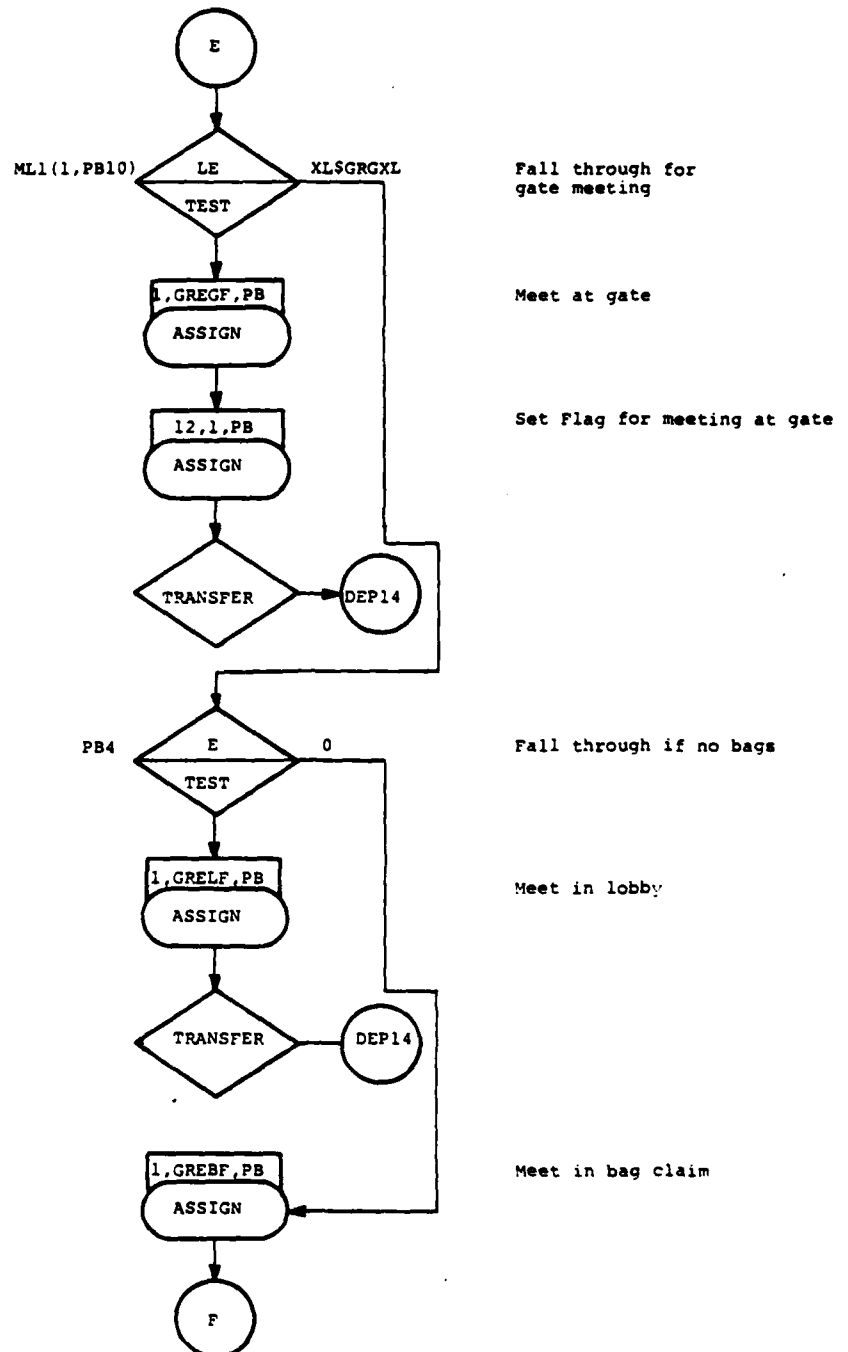 E
ML1(1,PB10) LE XL$GRGXL Fall through for
TEST gate meeting
1,GREGF,PB Meet at gate
ASSIGN
12,1,PB Set Flag for meeting at gate
ASSIGN
TRANSFER DEP14
PB4 E 0 Fall through if no bags
TEST
1,GRELF,PB Meet in lobby
ASSIGN
TRANSFER DEP14
1,GREBF,PB Meet in bag claim
ASSIGN
F